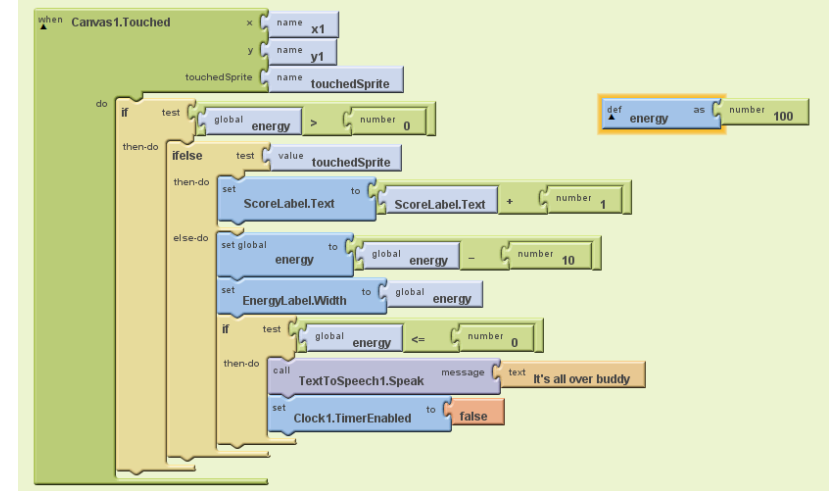 when Canvas1.Touched x name x1
y name y1
touchedSprite name touchedSprite
do if test global energy > number 0
def energy as number 100
then-do ifelse test value touchedSprite
then-do set ScoreLabel.Text to ScoreLabel.Text + number 1
else-do set global energy to global energy - number 10
set EnergyLabel.Width to global energy
if test global energy <= number 0
then-do call TextToSpeech1.Speak message text It's all over buddy
set Clock1.TimerEnabled to false